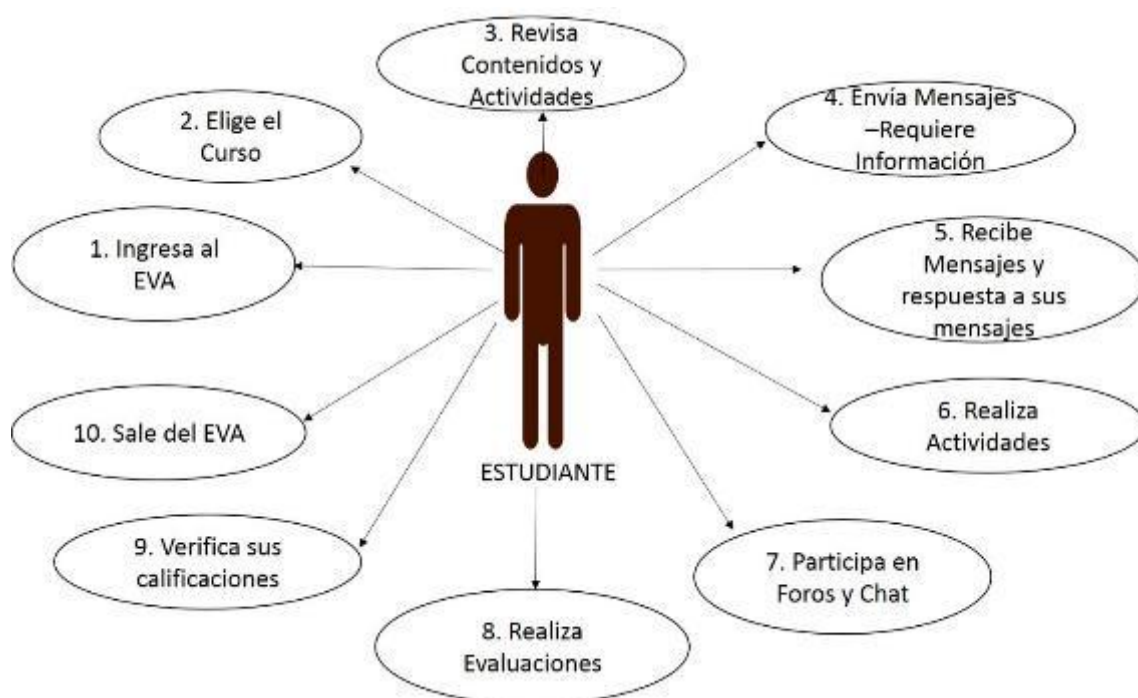 3. Revisa
Contenidos y
Actividades
2. Elige el
Curso
4. Envía Mensajes
–Requiere
Información
1. Ingresa al
EVA
5. Recibe
Mensajes y
respuesta a sus
mensajes
10. Sale del EVA
6. Realiza
Actividades
ESTUDIANTE
9. Verifica sus
calificaciones
7. Participa en
Foros y Chat
8. Realiza
Evaluaciones